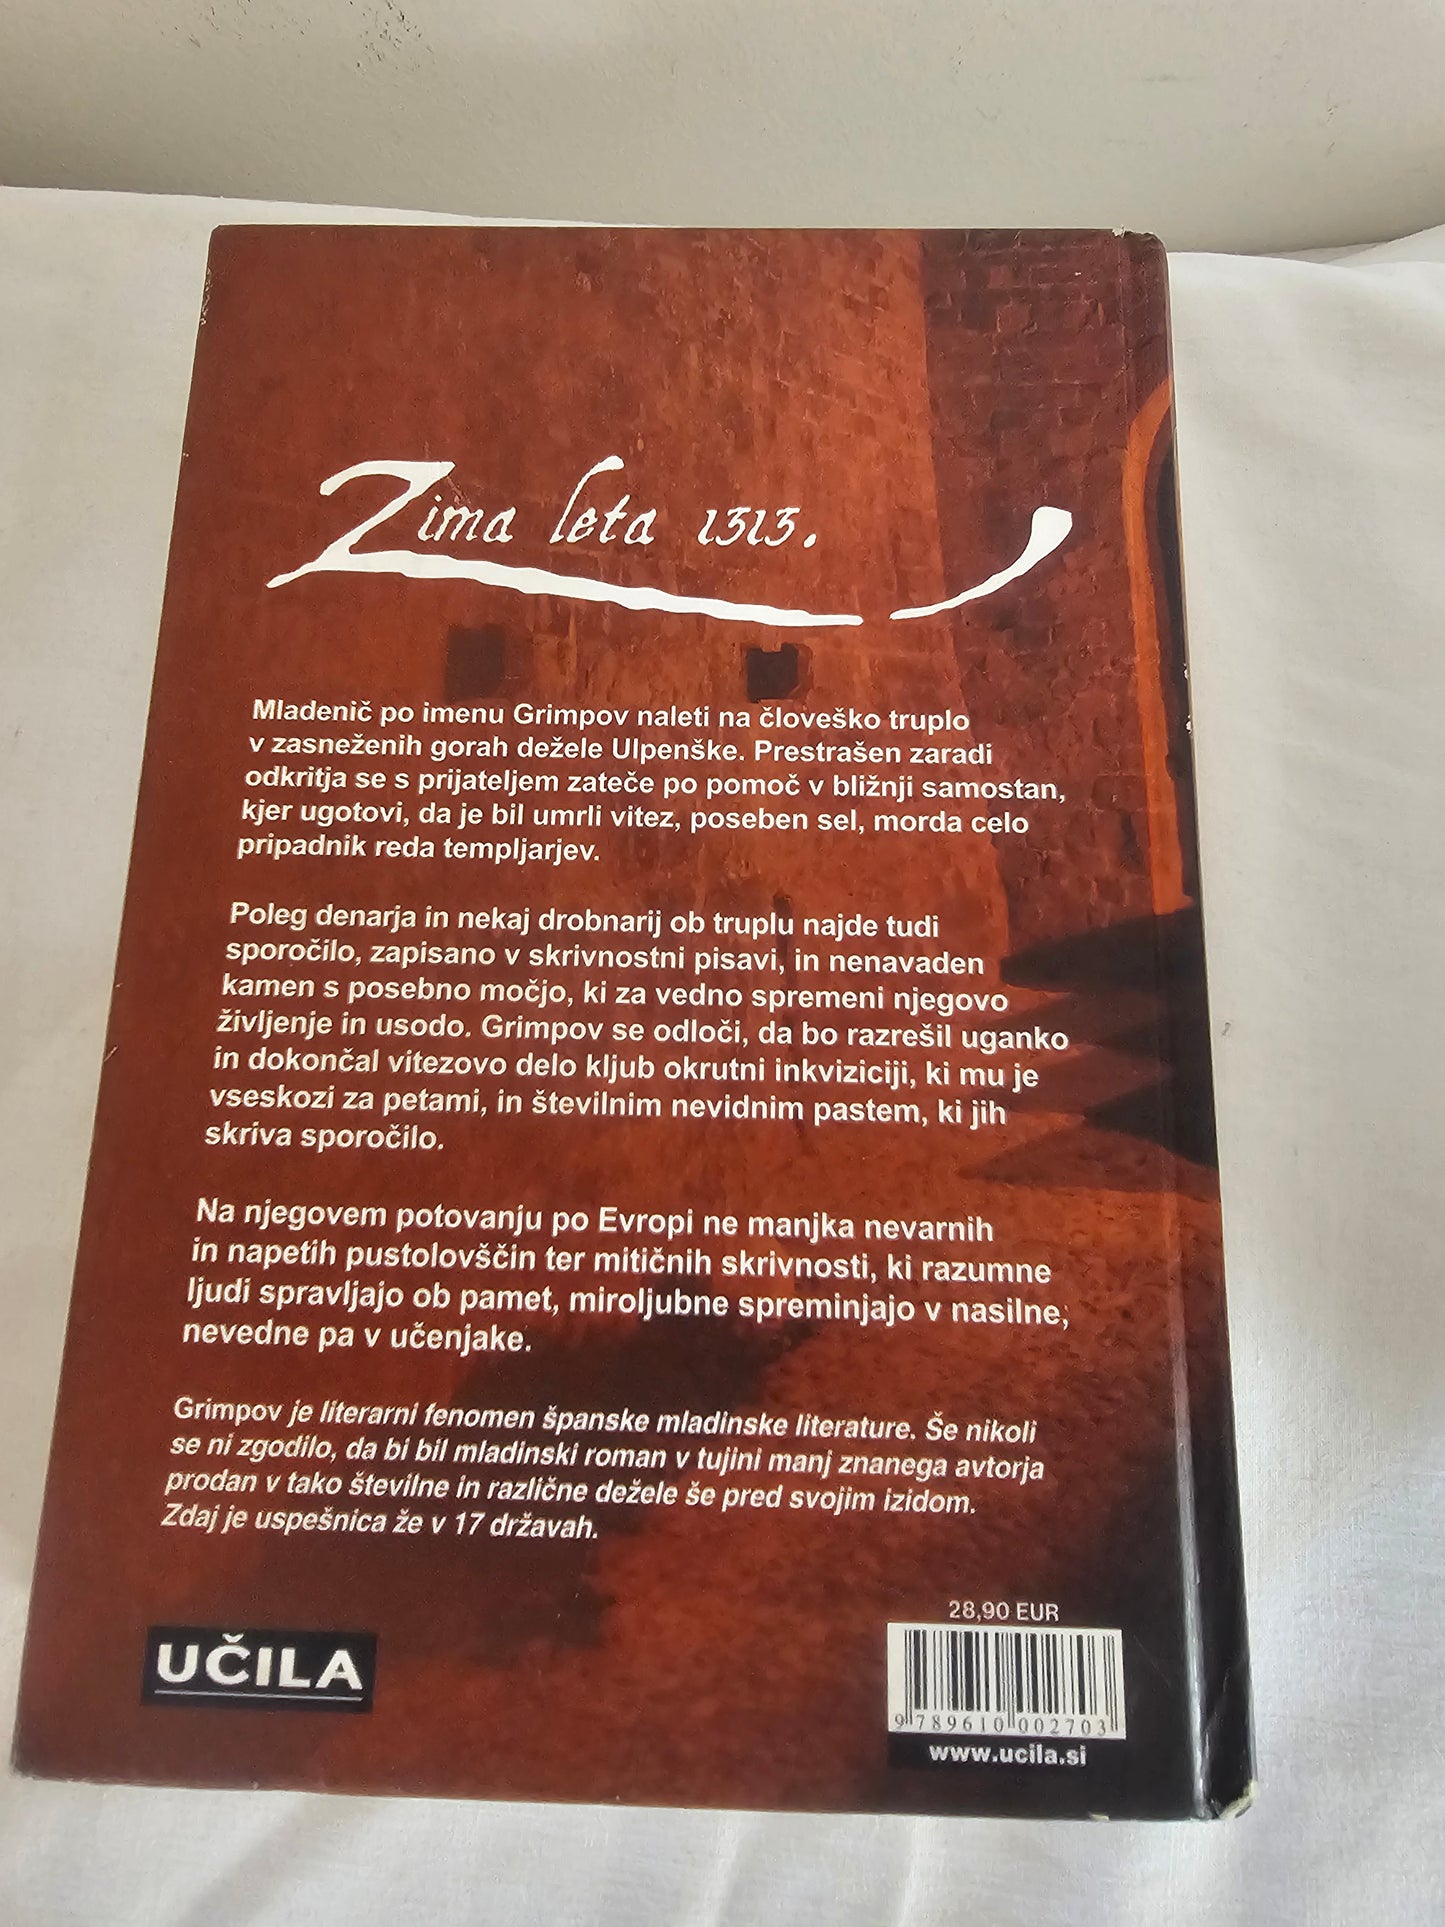 Zima leta 1313.
Mladenič po imenu Grimpov naleti na človeško truplo
v zasneženih gorah dežele Ulpenške. Prestrašen zaradi
odkritja se s prijateljem zateče po pomoč v bližnji samostan,
kjer ugotovi, da je bil umrli vitez, poseben sel, morda celo
pripadnik reda templjarjev.
Poleg denarja in nekaj drobnarij ob truplu najde tudi
sporočilo, zapisano v skrivnostni pisavi, in nenavaden
kamen s posebno močjo, ki za vedno spremeni njegovo
življenje in usodo. Grimpov se odloči, da bo razrešil uganko
in dokončal vitezovo delo kljub okrutni inkviziciji, ki mu je
vseskozi za petami, in številnim nevidnim pastem, ki jih
skriva sporočilo.
Na njegovem potovanju po Evropi ne manjka nevarnih
in napetih pustolovščin ter mitičnih skrivnosti, ki razumne
ljudi spravljajo ob pamet, miroljubne spreminjajo v nasilne,
nevedne pa v učenjake.
Grimpov je literarni fenomen španske mladinske literature. Še nikoli
se ni zgodilo, da bi bil mladinski roman v tujini manj znanega avtorja
prodan v tako številne in različne dežele še pred svojim izidom.
Zdaj je uspešnica že v 17 državah.
28,90 EUR
UČILA
9 789610 002703
www.ucila.si